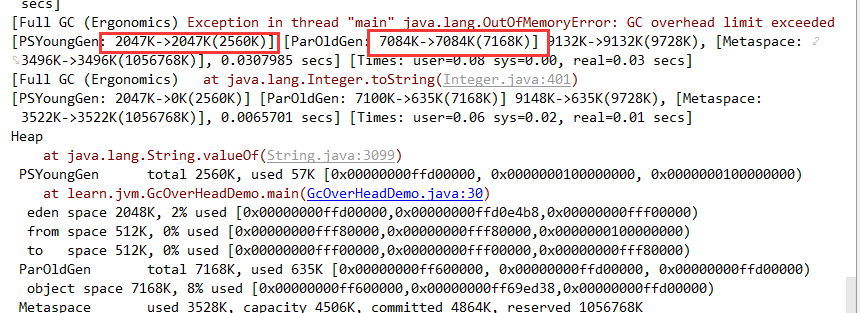 secs]
[Full GC (Ergonomics) Exception in thread "main" java.lang.OutOfMemoryError: GC overhead limit exceeded
[PSYoungGen: 2047K->2047K(2560K)] [ParOldGen: 7084K->7084K(7168K)] 9132K->9132K(9728K), [Metaspace:
3496K->3496K(1056768K)], 0.0307985 secs] [Times: user=0.08 sys=0.00, real=0.03 secs]
[Full GC (Ergonomics)   at java.lang.Integer.toString(Integer.java:401)
[PSYoungGen: 2047K->0K(2560K)] [ParOldGen: 7100K->635K(7168K)] 9148K->635K(9728K), [Metaspace:
3522K->3522K(1056768K)], 0.0065701 secs] [Times: user=0.06 sys=0.02, real=0.01 secs]
Heap
at java.lang.String.valueOf(String.java:3099)
PSYoungGen      total 2560K, used 57K [0x00000000ffd00000, 0x0000000100000000, 0x0000000100000000)
at learn.jvm.GcOverHeadDemo.main(GcOverHeadDemo.java:30)
eden space 2048K, 2% used [0x00000000ffd00000,0x00000000ffd0e4b8,0x00000000fff00000)
from space 512K, 0% used [0x00000000fff80000,0x00000000fff80000,0x0000000100000000)
to   space 512K, 0% used [0x00000000fff00000,0x00000000fff00000,0x00000000fff80000)
ParOldGen       total 7168K, used 635K [0x00000000ff600000, 0x00000000ffd00000, 0x00000000ffd00000)
object space 7168K, 8% used [0x00000000ff600000,0x00000000ff69ed38,0x00000000ffd00000)
Metaspace       used 3528K, capacity 4506K, committed 4864K, reserved 1056768K